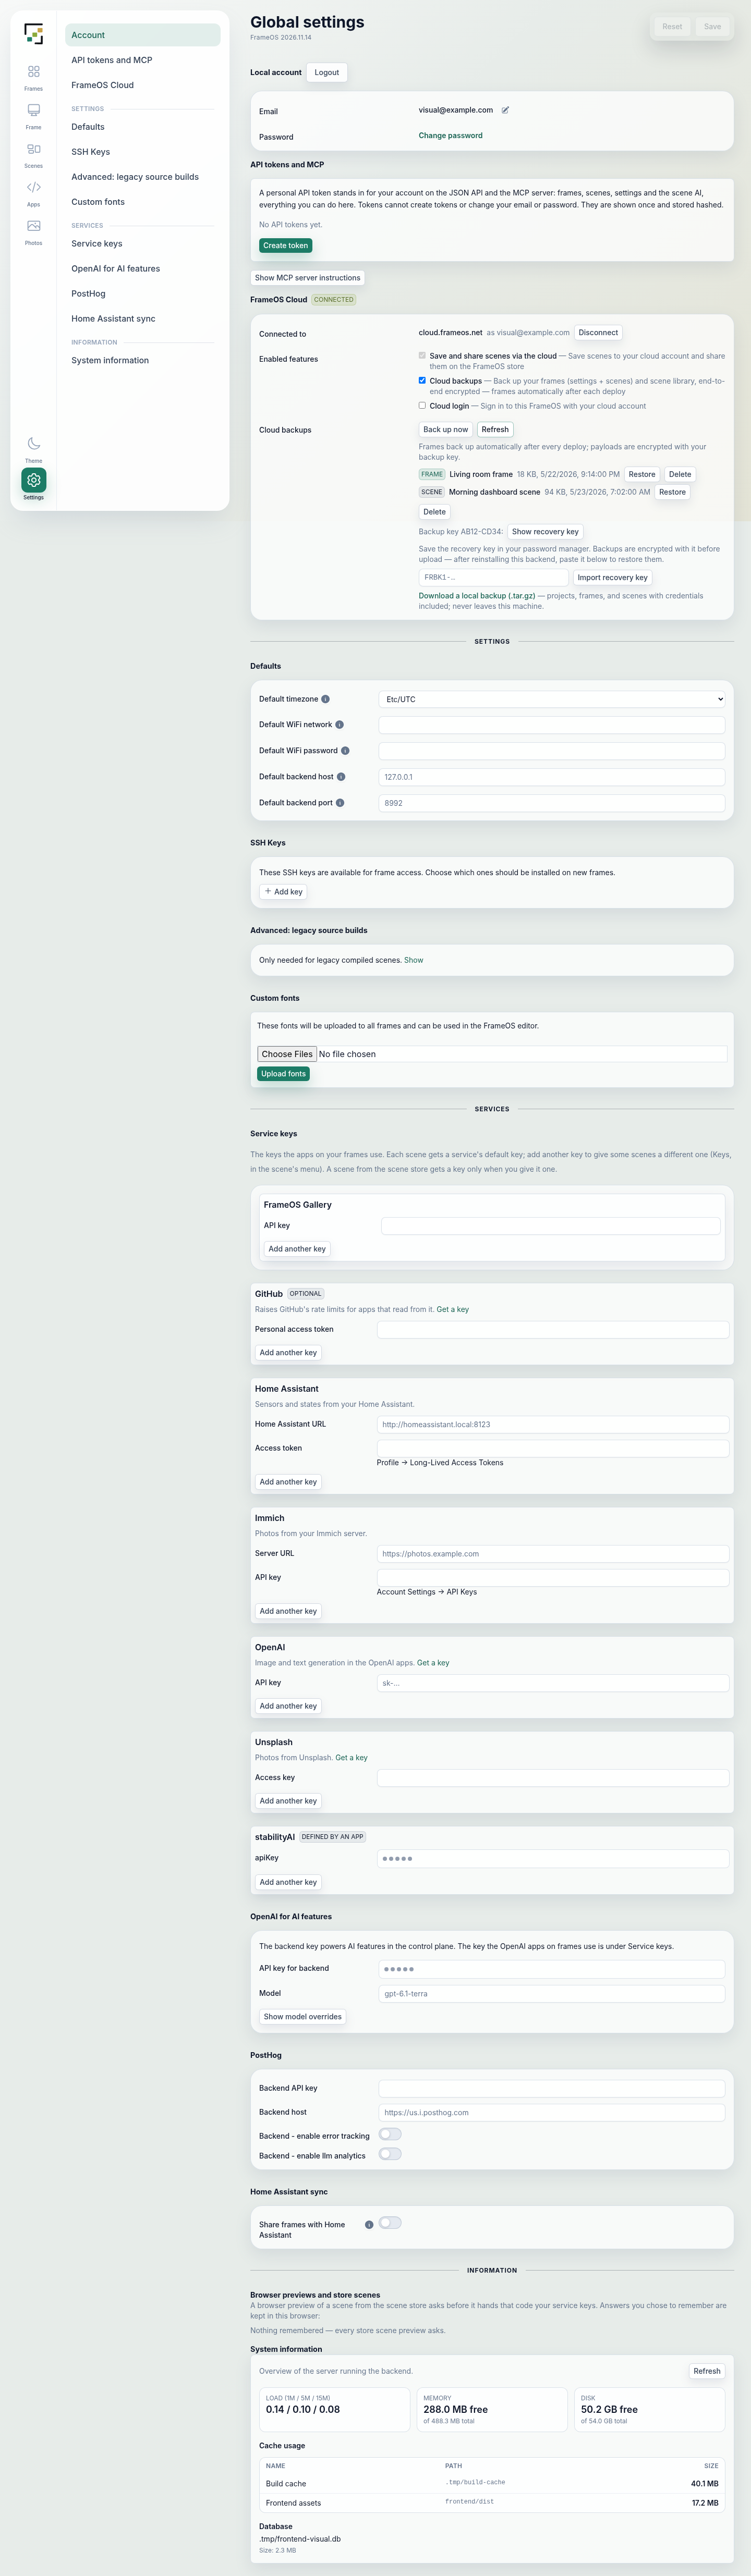 Global settings
FrameOS 2026.11.14
Reset
Save
Frames
Frame
Scenes
Apps
Photos
Theme
Settings
Account
API tokens and MCP
FrameOS Cloud
SETTINGS
Defaults
SSH Keys
Advanced: legacy source builds
Custom fonts
SERVICES
Service keys
OpenAI for AI features
PostHog
Home Assistant sync
INFORMATION
System information
Local account
Logout
Email
visual@example.com
Password
Change password
API tokens and MCP
A personal API token stands in for your account on the JSON API and the MCP server: frames, scenes, settings and the scene AI,
everything you can do here. Tokens cannot create tokens or change your email or password. They are shown once and stored hashed.
No API tokens yet.
Create token
Show MCP server instructions
FrameOS Cloud CONNECTED
Connected to
cloud.frameos.net as visual@example.com Disconnect
Enabled features
Save and share scenes via the cloud — Save scenes to your cloud account and share
them on the FrameOS store
Cloud backups — Back up your frames (settings + scenes) and scene library, end-to-
end encrypted — frames automatically after each deploy
Cloud login — Sign in to this FrameOS with your cloud account
Cloud backups
Back up now Refresh
Frames back up automatically after every deploy; payloads are encrypted with your
backup key.
FRAME Living room frame 18 KB, 5/22/2026, 9:14:00 PM Restore Delete
SCENE Morning dashboard scene 94 KB, 5/23/2026, 7:02:00 AM Restore
Delete
Backup key AB12-CD34: Show recovery key
Save the recovery key in your password manager. Backups are encrypted with it before
upload — after reinstalling this backend, paste it below to restore them.
FRBK1-… Import recovery key
Download a local backup (.tar.gz) — projects, frames, and scenes with credentials
included; never leaves this machine.
SETTINGS
Defaults
Default timezone
Etc/UTC
Default WiFi network
Default WiFi password
Default backend host
127.0.0.1
Default backend port
8992
SSH Keys
These SSH keys are available for frame access. Choose which ones should be installed on new frames.
+ Add key
Advanced: legacy source builds
Only needed for legacy compiled scenes. Show
Custom fonts
These fonts will be uploaded to all frames and can be used in the FrameOS editor.
Choose Files No file chosen
Upload fonts
SERVICES
Service keys
The keys the apps on your frames use. Each scene gets a service's default key; add another key to give some scenes a different one (Keys,
in the scene's menu). A scene from the scene store gets a key only when you give it one.
FrameOS Gallery
API key
Add another key
GitHub OPTIONAL
Raises GitHub's rate limits for apps that read from it. Get a key
Personal access token
Add another key
Home Assistant
Sensors and states from your Home Assistant.
Home Assistant URL
http://homeassistant.local:8123
Access token
Profile → Long-Lived Access Tokens
Add another key
Immich
Photos from your Immich server.
Server URL
https://photos.example.com
API key
Account Settings → API Keys
Add another key
OpenAI
Image and text generation in the OpenAI apps. Get a key
API key
sk-...
Add another key
Unsplash
Photos from Unsplash. Get a key
Access key
Add another key
stabilityAI DEFINED BY AN APP
apiKey
Add another key
OpenAI for AI features
The backend key powers AI features in the control plane. The key the OpenAI apps on frames use is under Service keys.
API key for backend
Model
gpt-6.1-terra
Show model overrides
PostHog
Backend API key
Backend host
https://us.i.posthog.com
Backend - enable error tracking
Backend - enable llm analytics
Home Assistant sync
Share frames with Home
Assistant
INFORMATION
Browser previews and store scenes
A browser preview of a scene from the scene store asks before it hands that code your service keys. Answers you chose to remember are
kept in this browser:
Nothing remembered — every store scene preview asks.
System information
Overview of the server running the backend.
Refresh
LOAD (1M / 5M / 15M)
0.14 / 0.10 / 0.08
MEMORY
288.0 MB free
of 488.3 MB total
DISK
50.2 GB free
of 54.0 GB total
Cache usage
NAME PATH SIZE
Build cache .tmp/build-cache 40.1 MB
Frontend assets frontend/dist 17.2 MB
Database
.tmp/frontend-visual.db
Size: 2.3 MB